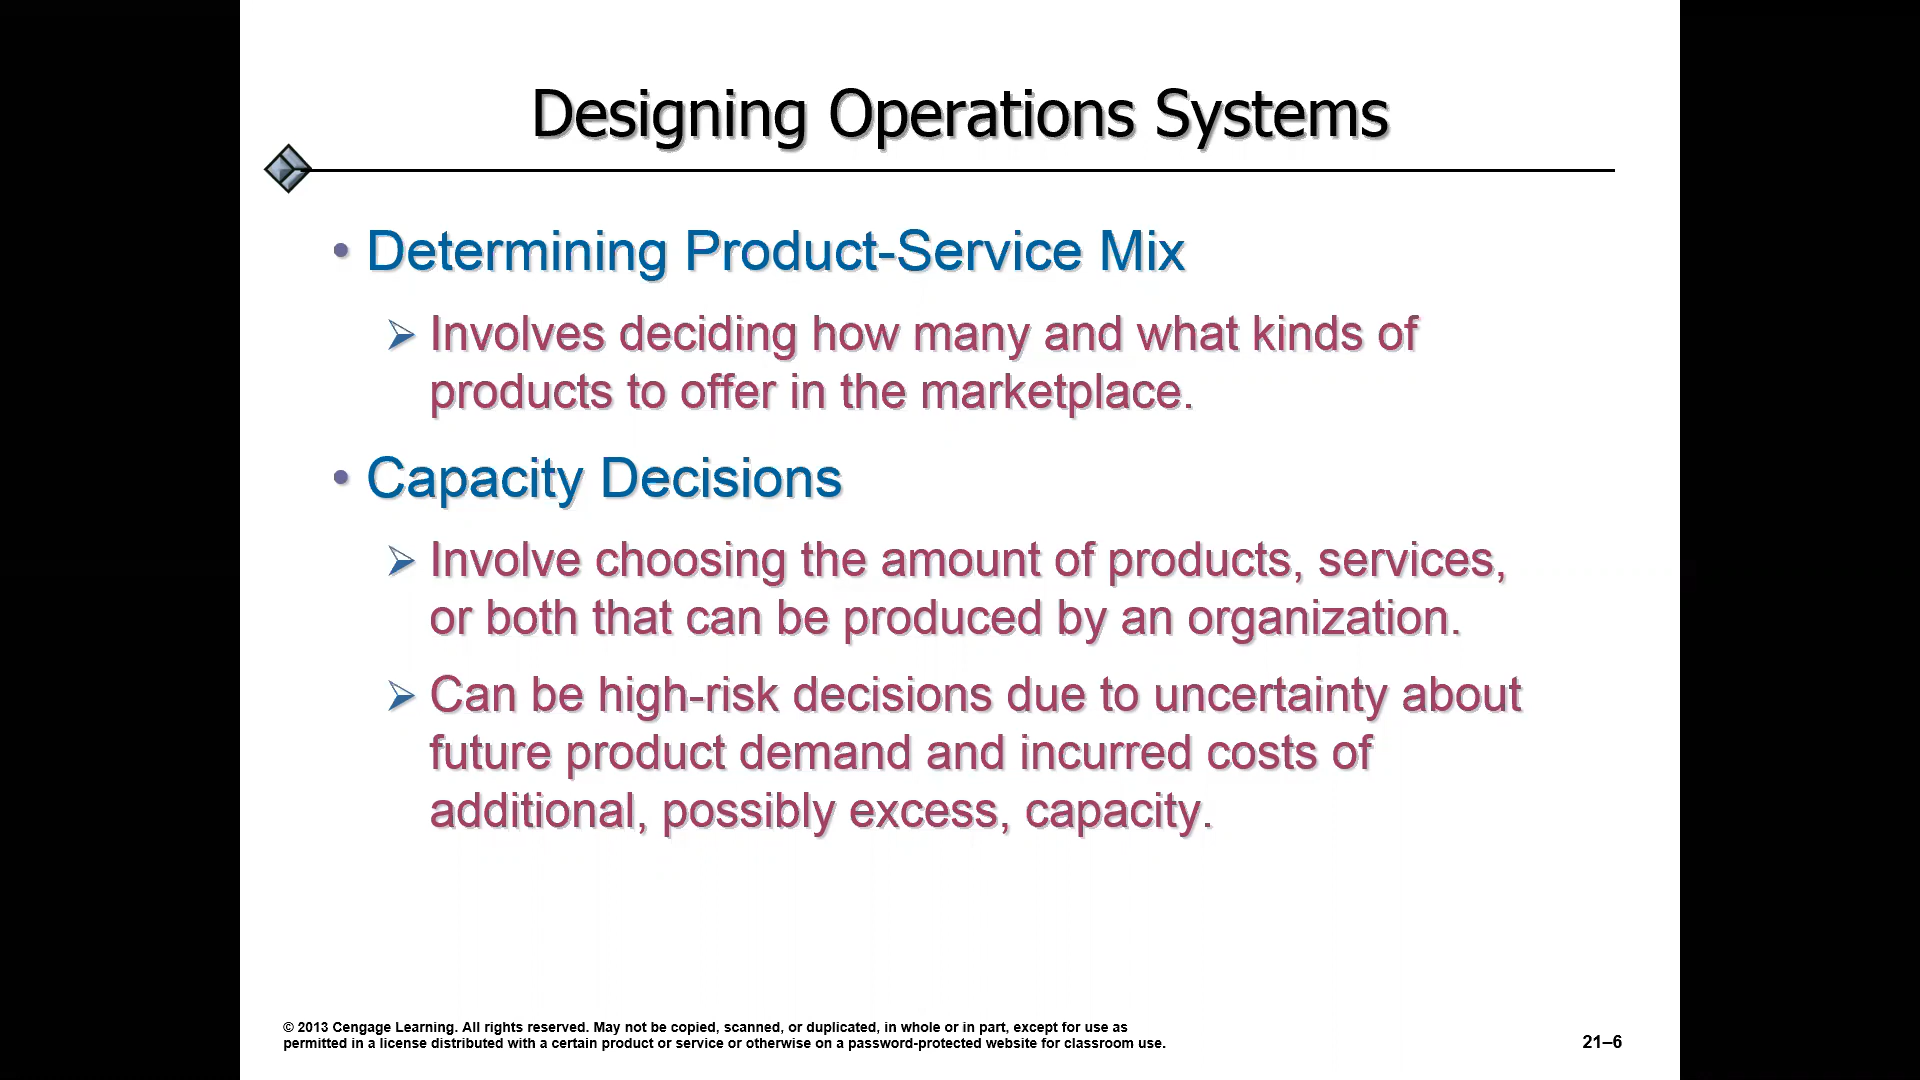 Designing Operations Systems
• Determining Product-Service Mix
➢ Involves deciding how many and what kinds of
products to offer in the marketplace.
• Capacity Decisions
➢ Involve choosing the amount of products, services,
or both that can be produced by an organization.
➢ Can be high-risk decisions due to uncertainty about
future product demand and incurred costs of
additional, possibly excess, capacity.
© 2013 Cengage Learning. All rights reserved. May not be copied, scanned, or duplicated, in whole or in part, except for use as
permitted in a license distributed with a certain product or service or otherwise on a password-protected website for classroom use.
21–6